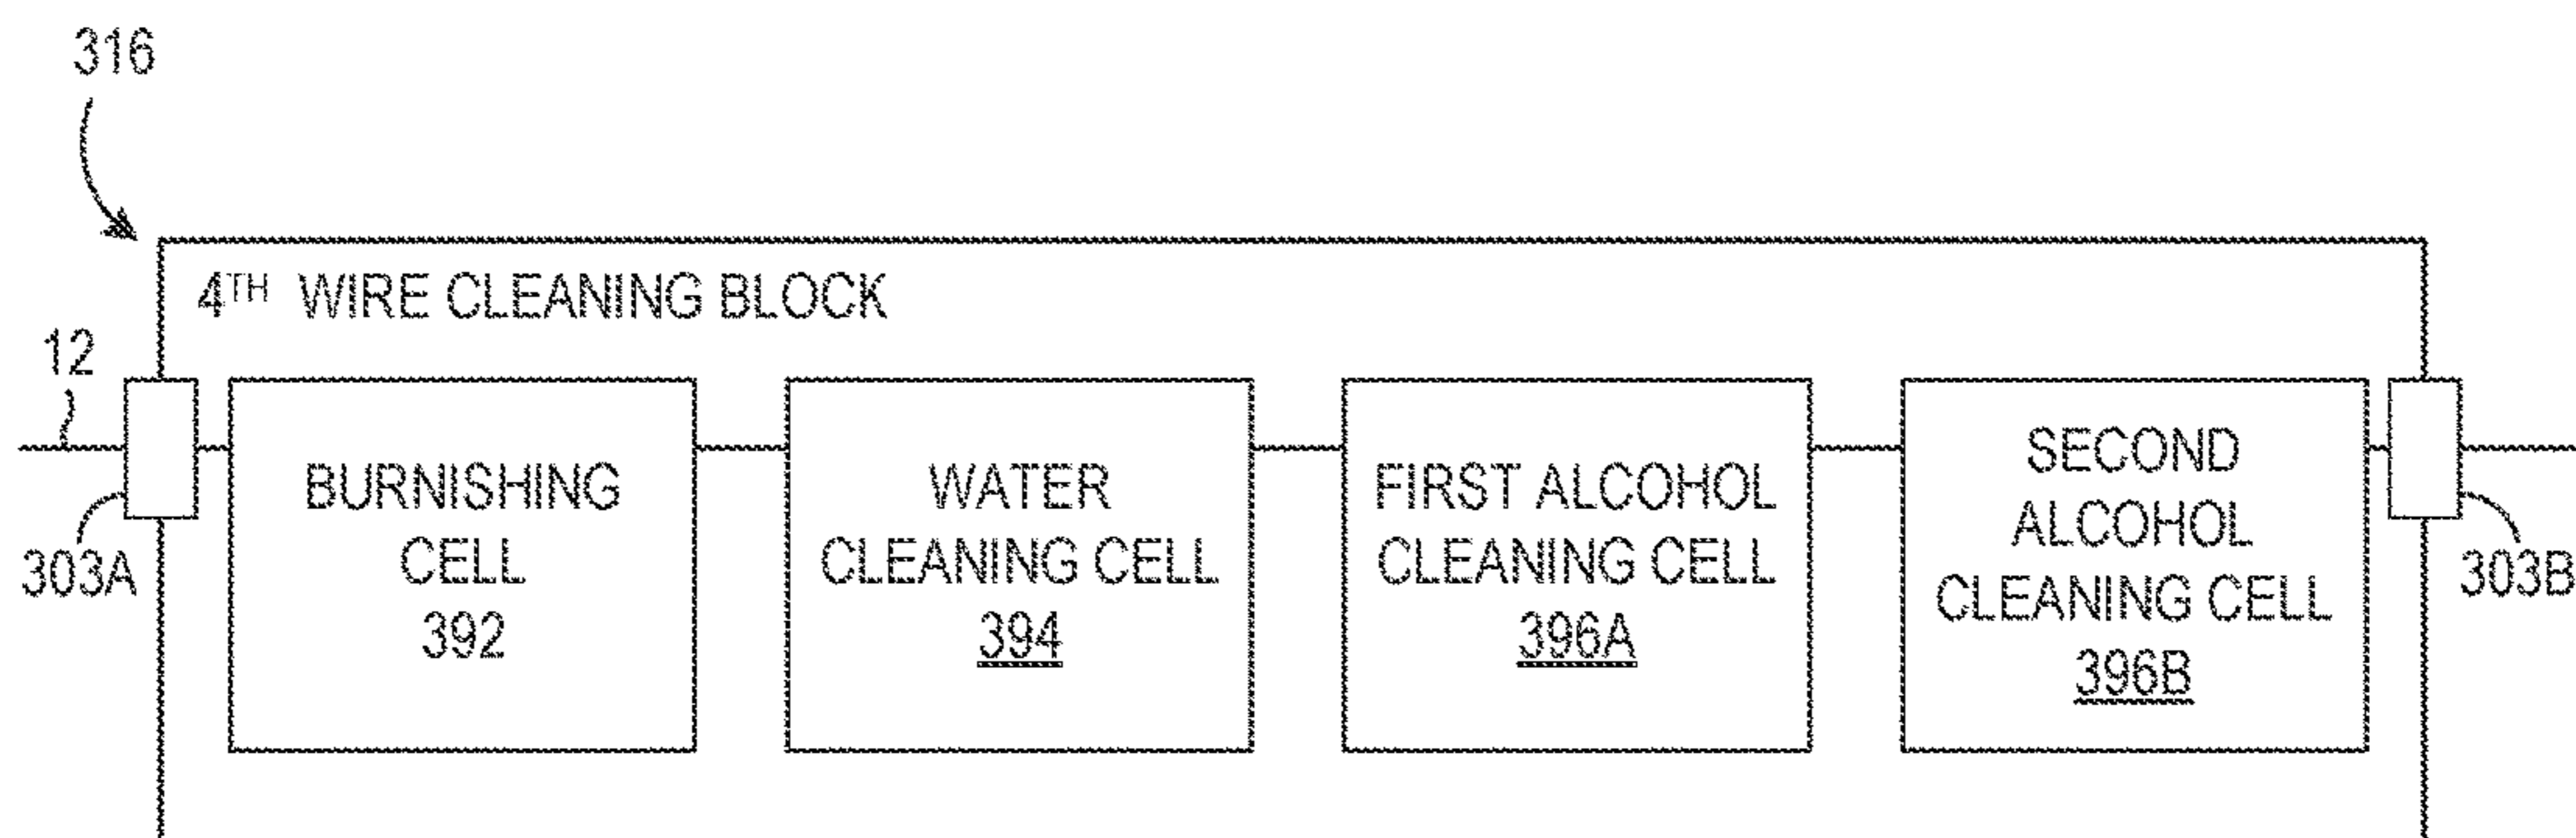 316
4TH WIRE CLEANING BLOCK
12
303A
BURNISHING
CELL
392
WATER
CLEANING CELL
394
FIRST ALCOHOL
CLEANING CELL
396A
SECOND
ALCOHOL
CLEANING CELL
396B
303B